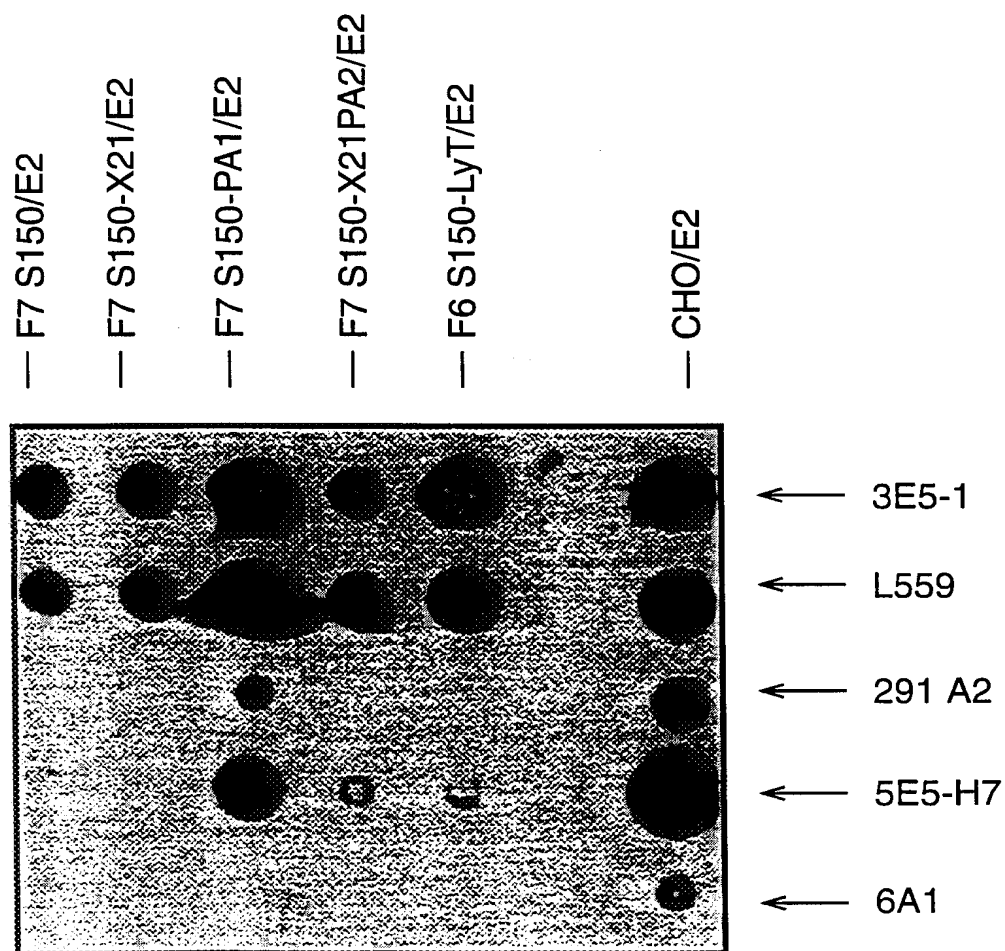 F7 S150/E2
F7 S150-X21/E2
F7 S150-PA1/E2
F7 S150-X21PA2/E2
F6 S150-LyT/E2
CHO/E2
3E5-1
L559
291 A2
5E5-H7
6A1